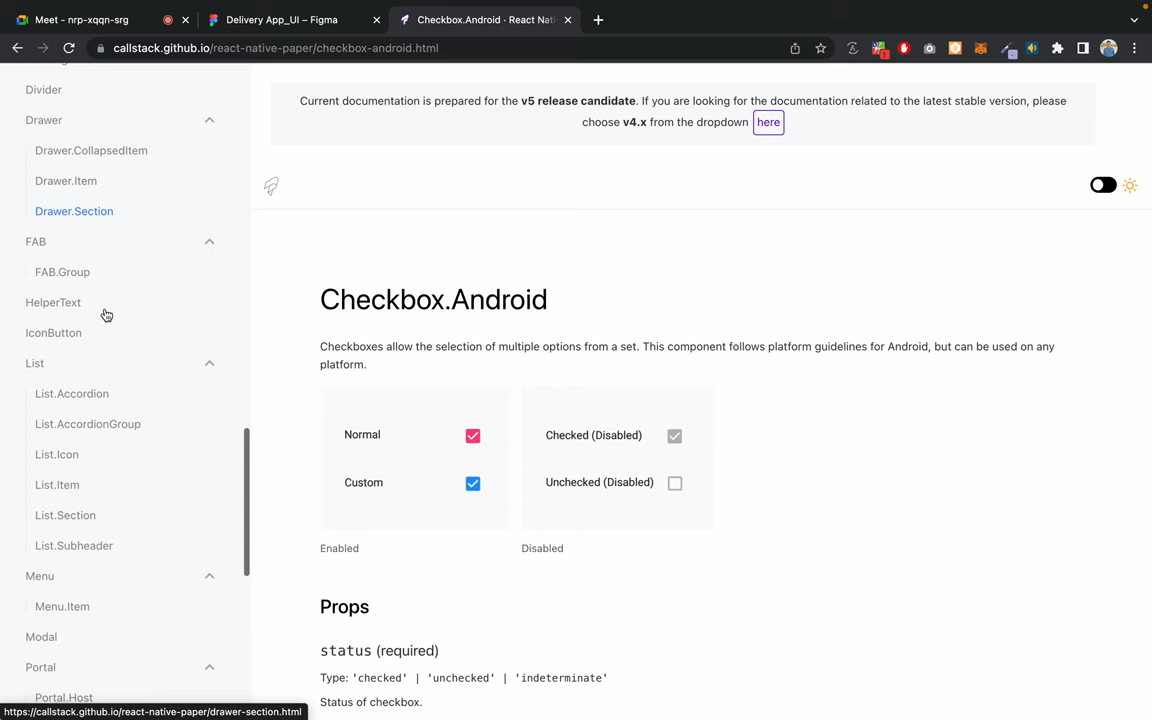 Meet - nrp-xqqn-srg
Delivery App_UI – Figma
Checkbox.Android · React Nati
callstack.github.io/react-native-paper/checkbox-android.html
Divider
Drawer
Drawer.CollapsedItem
Drawer.Item
Drawer.Section
FAB
FAB.Group
HelperText
IconButton
List
List.Accordion
List.AccordionGroup
List.Icon
List.Item
List.Section
List.Subheader
Menu
Menu.Item
Modal
Portal
Portal.Host
https://callstack.github.io/react-native-paper/drawer-section.html
Current documentation is prepared for the v5 release candidate. If you are looking for the documentation related to the latest stable version, please
choose v4.x from the dropdown here
Checkbox.Android
Checkboxes allow the selection of multiple options from a set. This component follows platform guidelines for Android, but can be used on any
platform.
Normal
Custom
Checked (Disabled)
Unchecked (Disabled)
Enabled
Disabled
Props
status (required)
Type: 'checked' | 'unchecked' | 'indeterminate'
Status of checkbox.